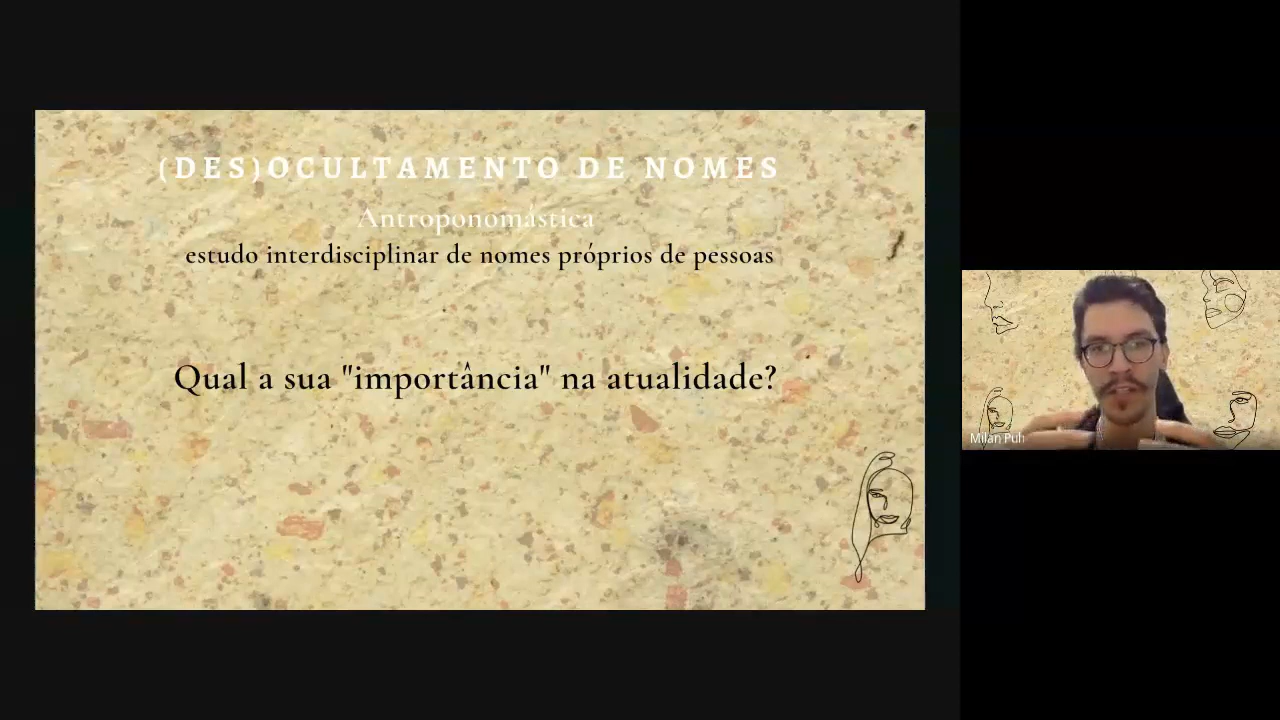 (DES)OCULTAMENTO DE NOMES
Antroponomástica
estudo interdisciplinar de nomes próprios de pessoas
Qual a sua "importância" na atualidade?
Milan Puh